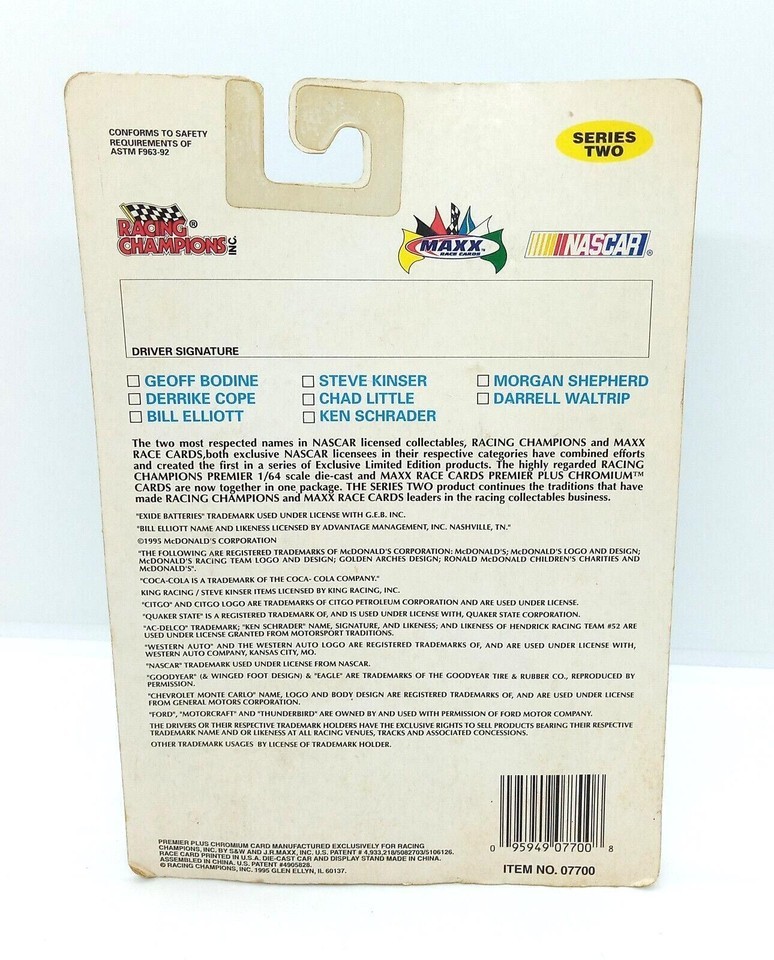 CONFORMS TO SAFETY
REQUIREMENTS OF
ASTM F963-92
SERIES
TWO
RACING ®
CHAMPIONS INC.
MAXX
RACE CARDS
NASCAR®
DRIVER SIGNATURE
GEOFF BODINE STEVE KINSER MORGAN SHEPHERD
DERRIKE COPE CHAD LITTLE DARRELL WALTRIP
BILL ELLIOTT KEN SCHRADER
The two most respected names in NASCAR licensed collectables, RACING CHAMPIONS and MAXX
RACE CARDS,both exclusive NASCAR licensees in their respective categories have combined efforts
and created the first in a series of Exclusive Limited Edition products. The highly regarded RACING
CHAMPIONS PREMIER 1/64 scale die-cast and MAXX RACE CARDS PREMIER PLUS CHROMIUM™
CARDS are now together in one package. THE SERIES TWO product continues the traditions that have
made RACING CHAMPIONS and MAXX RACE CARDS leaders in the racing collectables business.
"EXIDE BATTERIES" TRADEMARK USED UNDER LICENSE WITH G.E.B. INC.
"BILL ELLIOTT NAME AND LIKENESS LICENSED BY ADVANTAGE MANAGEMENT, INC. NASHVILLE, TN."
©1995 McDONALD'S CORPORATION
"THE FOLLOWING ARE REGISTERED TRADEMARKS OF McDONALD'S CORPORATION: McDONALD'S; McDONALD'S LOGO AND DESIGN;
McDONALD'S RACING TEAM LOGO AND DESIGN; GOLDEN ARCHES DESIGN; RONALD McDONALD CHILDREN'S CHARITIES AND
McDONALD'S".
"COCA-COLA IS A TRADEMARK OF THE COCA- COLA COMPANY."
KING RACING / STEVE KINSER ITEMS LICENSED BY KING RACING, INC.
"CITGO" AND CITGO LOGO ARE TRADEMARKS OF CITGO PETROLEUM CORPORATION AND ARE USED UNDER LICENSE.
"QUAKER STATE" IS A REGISTERED TRADEMARK OF, AND IS USED UNDER LICENSE WITH, QUAKER STATE CORPORATION.
"AC-DELCO" TRADEMARK; "KEN SCHRADER" NAME, SIGNATURE, AND LIKENESS; AND LIKENESS OF HENDRICK RACING TEAM #52 ARE
USED UNDER LICENSE GRANTED FROM MOTORSPORT TRADITIONS.
"WESTERN AUTO" AND THE WESTERN AUTO LOGO ARE REGISTERED TRADEMARKS OF, AND ARE USED UNDER LICENSE WITH,
WESTERN AUTO COMPANY, KANSAS CITY, MO.
"NASCAR" TRADEMARK USED UNDER LICENSE FROM NASCAR.
"GOODYEAR" (& WINGED FOOT DESIGN) & "EAGLE" ARE TRADEMARKS OF THE GOODYEAR TIRE & RUBBER CO., REPRODUCED BY
PERMISSION.
"CHEVROLET MONTE CARLO" NAME, LOGO AND BODY DESIGN ARE REGISTERED TRADEMARKS OF, AND ARE USED UNDER LICENSE
FROM GENERAL MOTORS CORPORATION.
"FORD", "MOTORCRAFT" AND "THUNDERBIRD" ARE OWNED BY AND USED WITH PERMISSION OF FORD MOTOR COMPANY.
THE DRIVERS OR THEIR RESPECTIVE TRADEMARK HOLDERS HAVE THE EXCLUSIVE RIGHTS TO SELL PRODUCTS BEARING THEIR RESPECTIVE
TRADEMARK NAME AND OR LIKENESS AT ALL RACING VENUES, TRACKS AND ASSOCIATED CONCESSIONS.
OTHER TRADEMARK USAGES BY LICENSE OF TRADEMARK HOLDER.
PREMIER PLUS CHROMIUM CARD MANUFACTURED EXCLUSIVELY FOR RACING
CHAMPIONS, INC. BY S&W AND J.R.MAXX, INC. U.S. PATENT # 4,933,218/5082703/5106126.
RACE CARD PRINTED IN U.S.A. DIE-CAST CAR AND DISPLAY STAND MADE IN CHINA.
ASSEMBLED IN CHINA. U.S. PATENT #4905828.
© RACING CHAMPIONS, INC. 1995 GLEN ELLYN, IL 60137.
0 95949 07700 8
ITEM NO. 07700